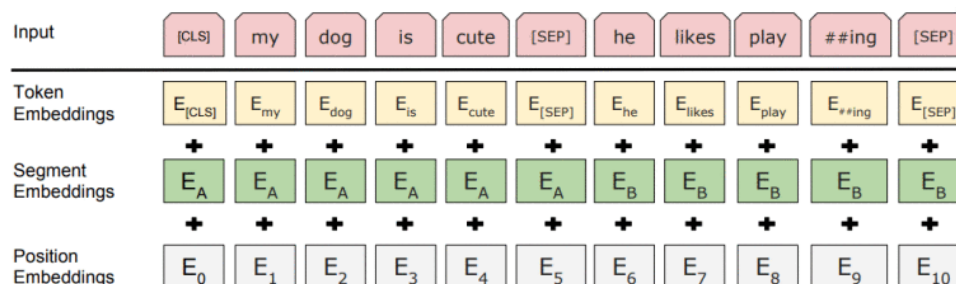 Input [CLS] my dog is cute [SEP] he likes play ##ing [SEP]
Token Embeddings E[CLS] Emy Edog Eis Ecute E[SEP] Ehe Elikes Eplay E##ing E[SEP]
+ + + + + + + + + + +
Segment Embeddings EA EA EA EA EA EA EB EB EB EB EB
+ + + + + + + + + + +
Position Embeddings E0 E1 E2 E3 E4 E5 E6 E7 E8 E9 E10